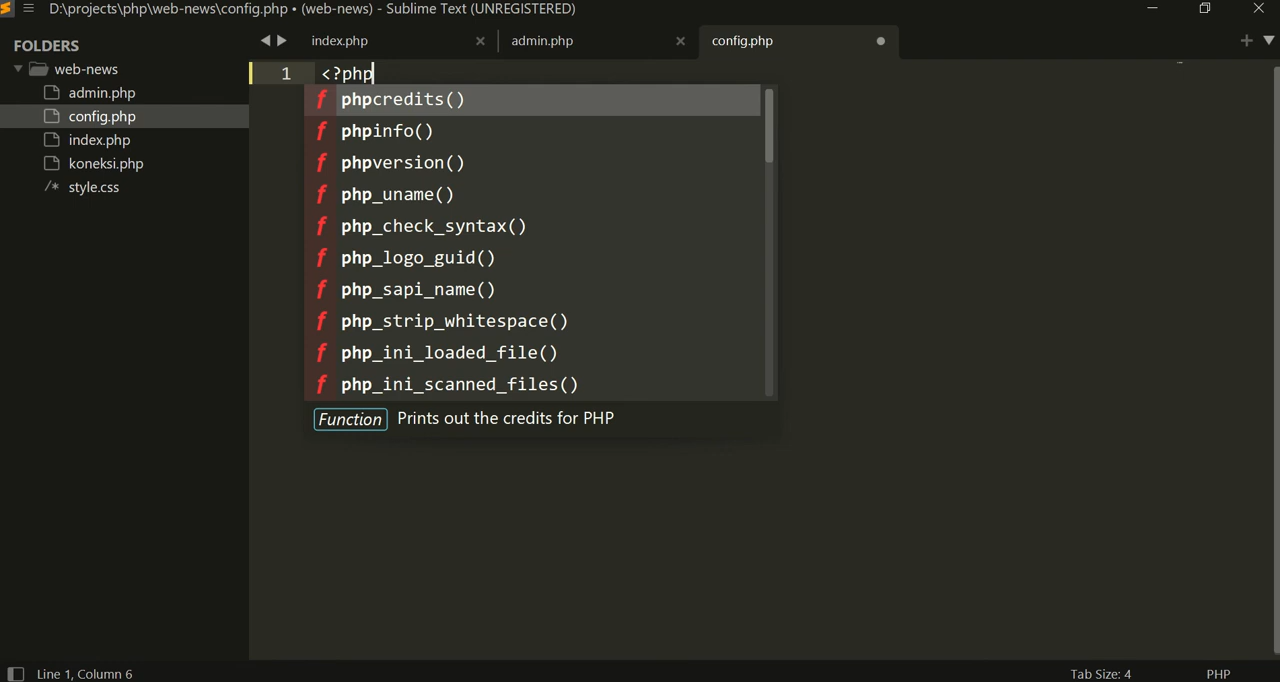 D:\projects\php\web-news\config.php • (web-news) - Sublime Text (UNREGISTERED)
FOLDERS
web-news
admin.php
config.php
index.php
koneksi.php
/* style.css
index.php
admin.php
config.php
1 <?php
f phpcredits()
f phpinfo()
f phpversion()
f php_uname()
f php_check_syntax()
f php_logo_guid()
f php_sapi_name()
f php_strip_whitespace()
f php_ini_loaded_file()
f php_ini_scanned_files()
Function Prints out the credits for PHP
Line 1, Column 6
Tab Size: 4
PHP